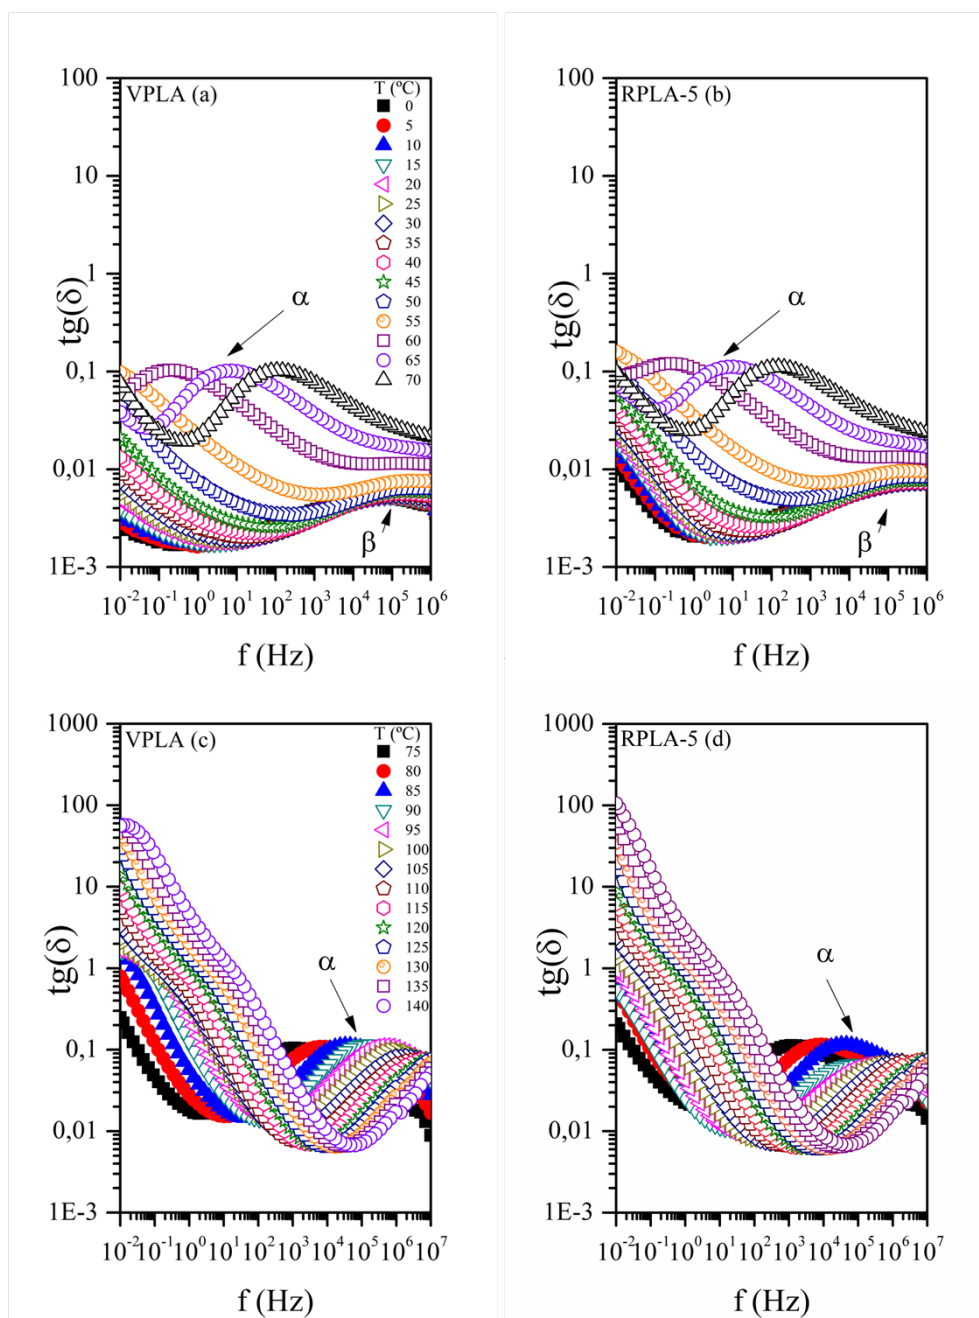 VPLA (a)
T (ºC)
0
5
10
15
20
25
30
35
40
45
50
55
60
65
70
100
10
1
0,1
0,01
1E-3
tg(δ)
α
β
10⁻² 10⁻¹ 10⁰ 10¹ 10² 10³ 10⁴ 10⁵ 10⁶
f (Hz)
RPLA-5 (b)
100
10
1
0,1
0,01
1E-3
tg(δ)
α
β
10⁻² 10⁻¹ 10⁰ 10¹ 10² 10³ 10⁴ 10⁵ 10⁶
f (Hz)
VPLA (c)
T (ºC)
75
80
85
90
95
100
105
110
115
120
125
130
135
140
1000
100
10
1
0,1
0,01
1E-3
tg(δ)
α
10⁻² 10⁻¹ 10⁰ 10¹ 10² 10³ 10⁴ 10⁵ 10⁶ 10⁷
f (Hz)
RPLA-5 (d)
1000
100
10
1
0,1
0,01
1E-3
tg(δ)
α
10⁻² 10⁻¹ 10⁰ 10¹ 10² 10³ 10⁴ 10⁵ 10⁶ 10⁷
f (Hz)